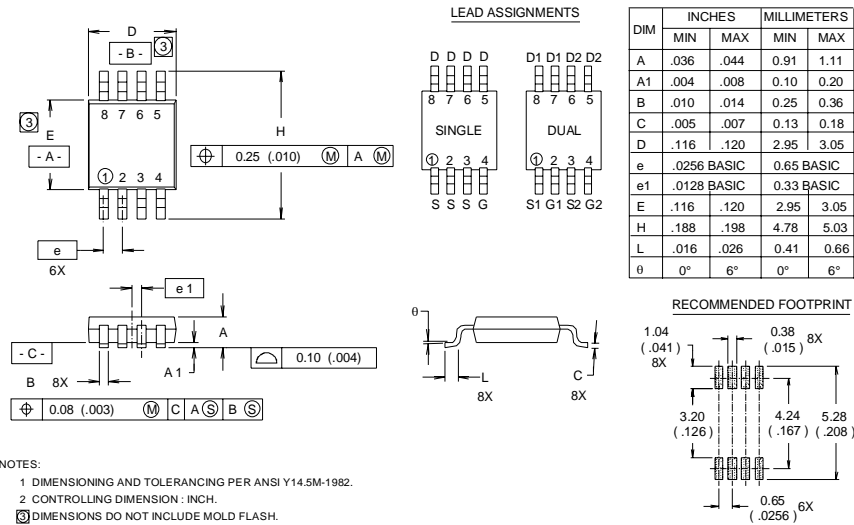 LEAD ASSIGNMENTS
D
- B -
3
8 7 6 5
3
E
- A -
1 2 3 4
H
0.25 (.010) M A M
e
6X
D D D D
8 7 6 5
SINGLE
1 2 3 4
S S S G
D1 D1 D2 D2
8 7 6 5
DUAL
1 2 3 4
S1 G1 S2 G2
DIM INCHES MILLIMETERS
MIN MAX MIN MAX
A .036 .044 0.91 1.11
A1 .004 .008 0.10 0.20
B .010 .014 0.25 0.36
C .005 .007 0.13 0.18
D .116 .120 2.95 3.05
e .0256 BASIC 0.65 BASIC
e1 .0128 BASIC 0.33 BASIC
E .116 .120 2.95 3.05
H .188 .198 4.78 5.03
L .016 .026 0.41 0.66
θ 0° 6° 0° 6°
e 1
A
- C -
B 8X
A 1
0.10 (.004)
0.08 (.003) M C A S B S
θ
L
8X
C
8X
RECOMMENDED FOOTPRINT
1.04
( .041 )
8X
0.38
( .015 )
8X
3.20
( .126 )
4.24
( .167 )
5.28
( .208 )
0.65
( .0256 )
6X
NOTES:
1 DIMENSIONING AND TOLERANCING PER ANSI Y14.5M-1982.
2 CONTROLLING DIMENSION : INCH.
3 DIMENSIONS DO NOT INCLUDE MOLD FLASH.